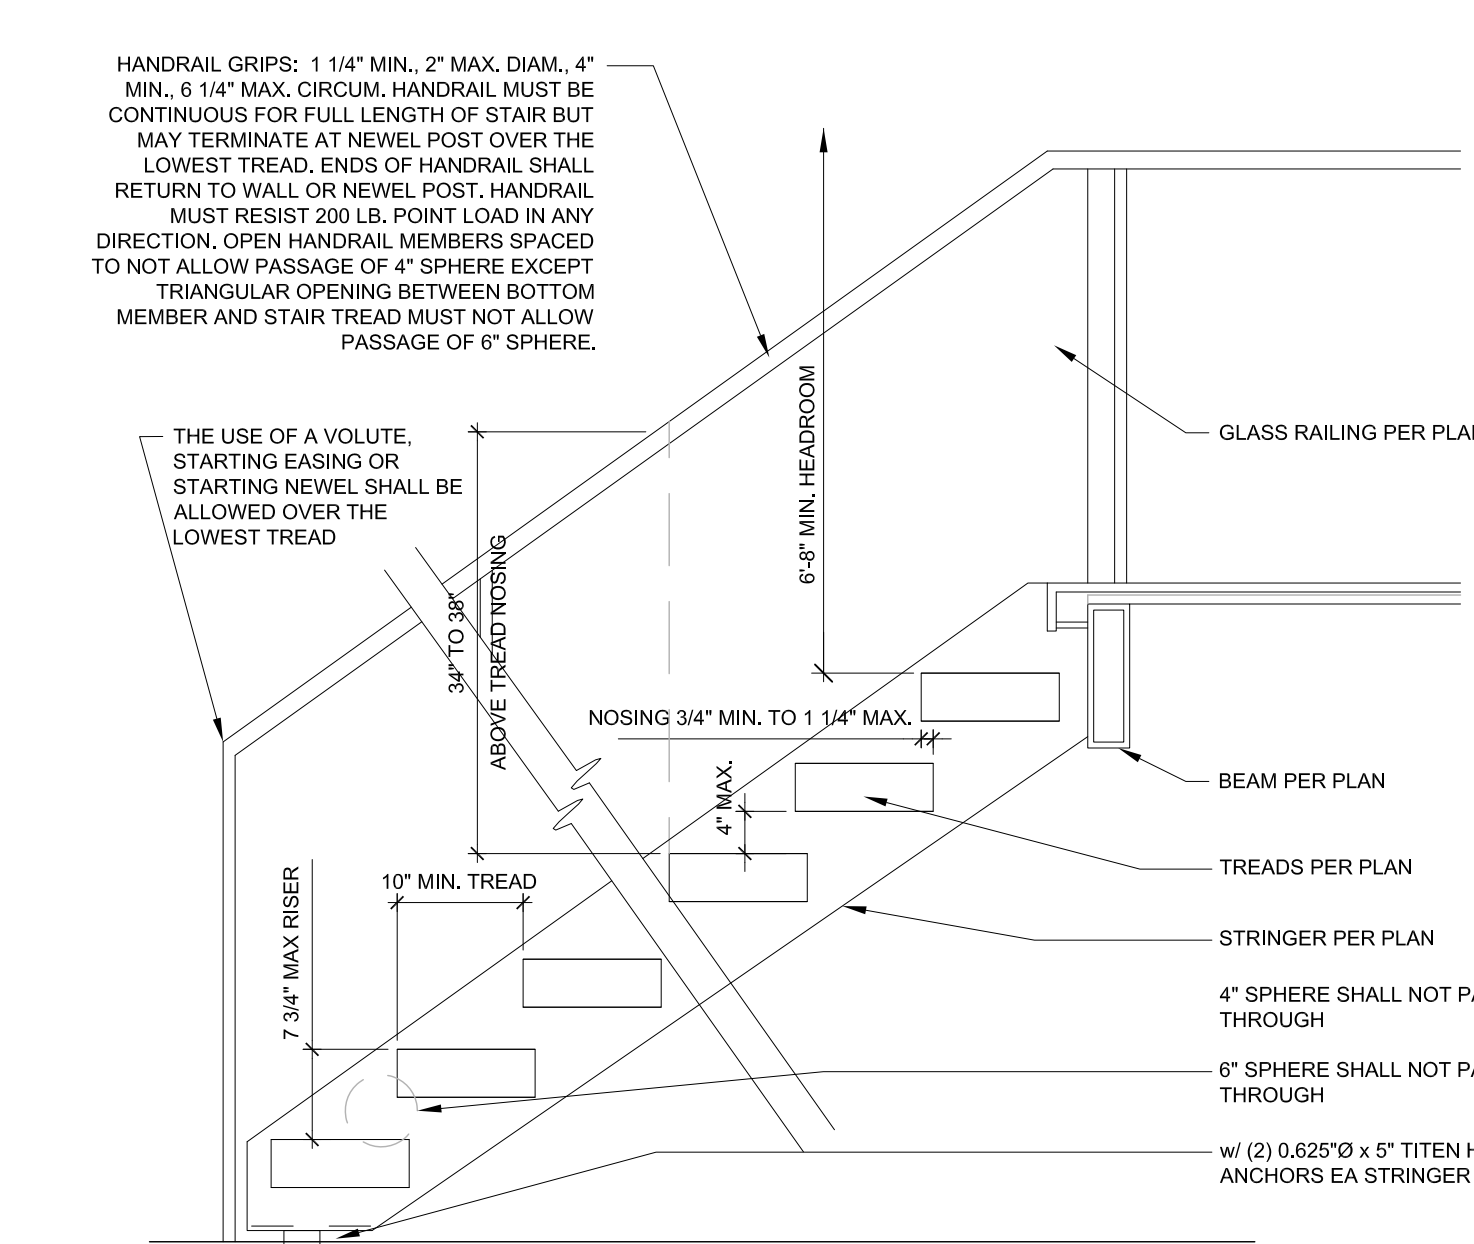 HANDRAIL GRIPS: 1 1/4" MIN., 2" MAX. DIAM., 4"
MIN., 6 1/4" MAX. CIRCUM. HANDRAIL MUST BE
CONTINUOUS FOR FULL LENGTH OF STAIR BUT
MAY TERMINATE AT NEWEL POST OVER THE
LOWEST TREAD. ENDS OF HANDRAIL SHALL
RETURN TO WALL OR NEWEL POST. HANDRAIL
MUST RESIST 200 LB. POINT LOAD IN ANY
DIRECTION. OPEN HANDRAIL MEMBERS SPACED
TO NOT ALLOW PASSAGE OF 4" SPHERE EXCEPT
TRIANGULAR OPENING BETWEEN BOTTOM
MEMBER AND STAIR TREAD MUST NOT ALLOW
PASSAGE OF 6" SPHERE.
THE USE OF A VOLUTE,
STARTING EASING OR
STARTING NEWEL SHALL BE
ALLOWED OVER THE
LOWEST TREAD
34" TO 38"
ABOVE TREAD NOSING
6'-8" MIN. HEADROOM
GLASS RAILING PER
NOSING 3/4" MIN. TO 1 1/4" MAX.
4" MAX.
BEAM PER PLAN
10" MIN. TREAD
7 3/4" MAX RISER
TREADS PER PLAN
STRINGER PER PLAN
4" SPHERE SHALL NOT
THROUGH
6" SPHERE SHALL NOT
THROUGH
w/ (2) 0.625"Ø x 5" TITEN
ANCHORS EA STRINGER